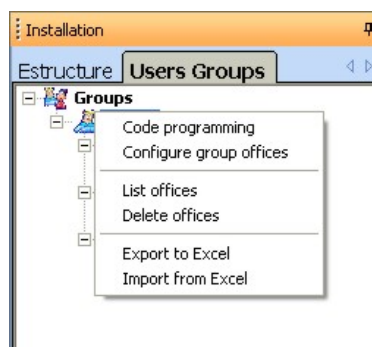 Installation
Estructure Users Groups
Groups
Code programming
Configure group offices
List offices
Delete offices
Export to Excel
Import from Excel